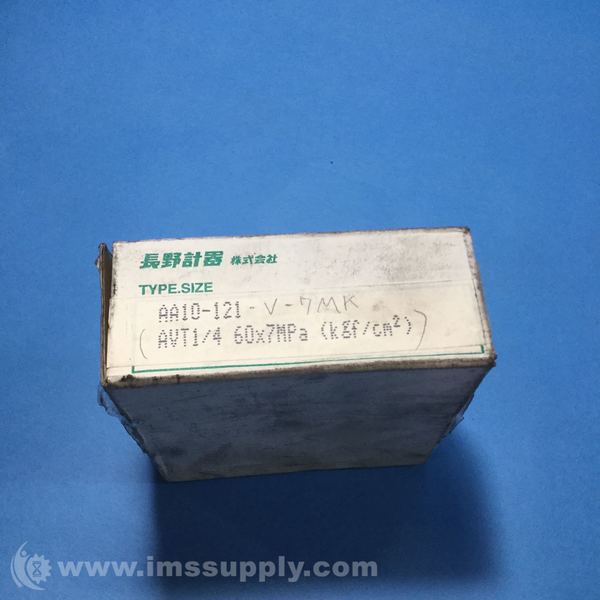 長野計器 株式会社
TYPE.SIZE
AA10-121-V-7MK
(AVT1/4 60x7MPa (kgf/cm²))
www.imssupply.com